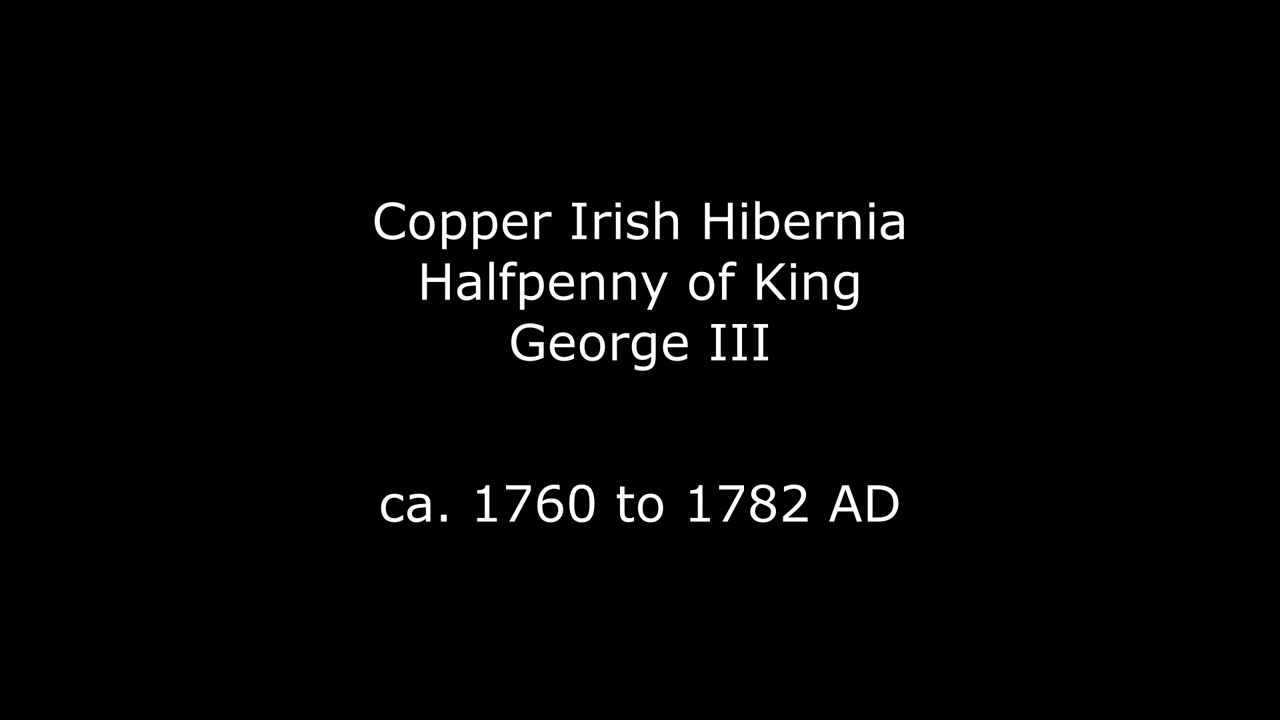 Copper Irish Hibernia
Halfpenny of King
George III
ca. 1760 to 1782 AD